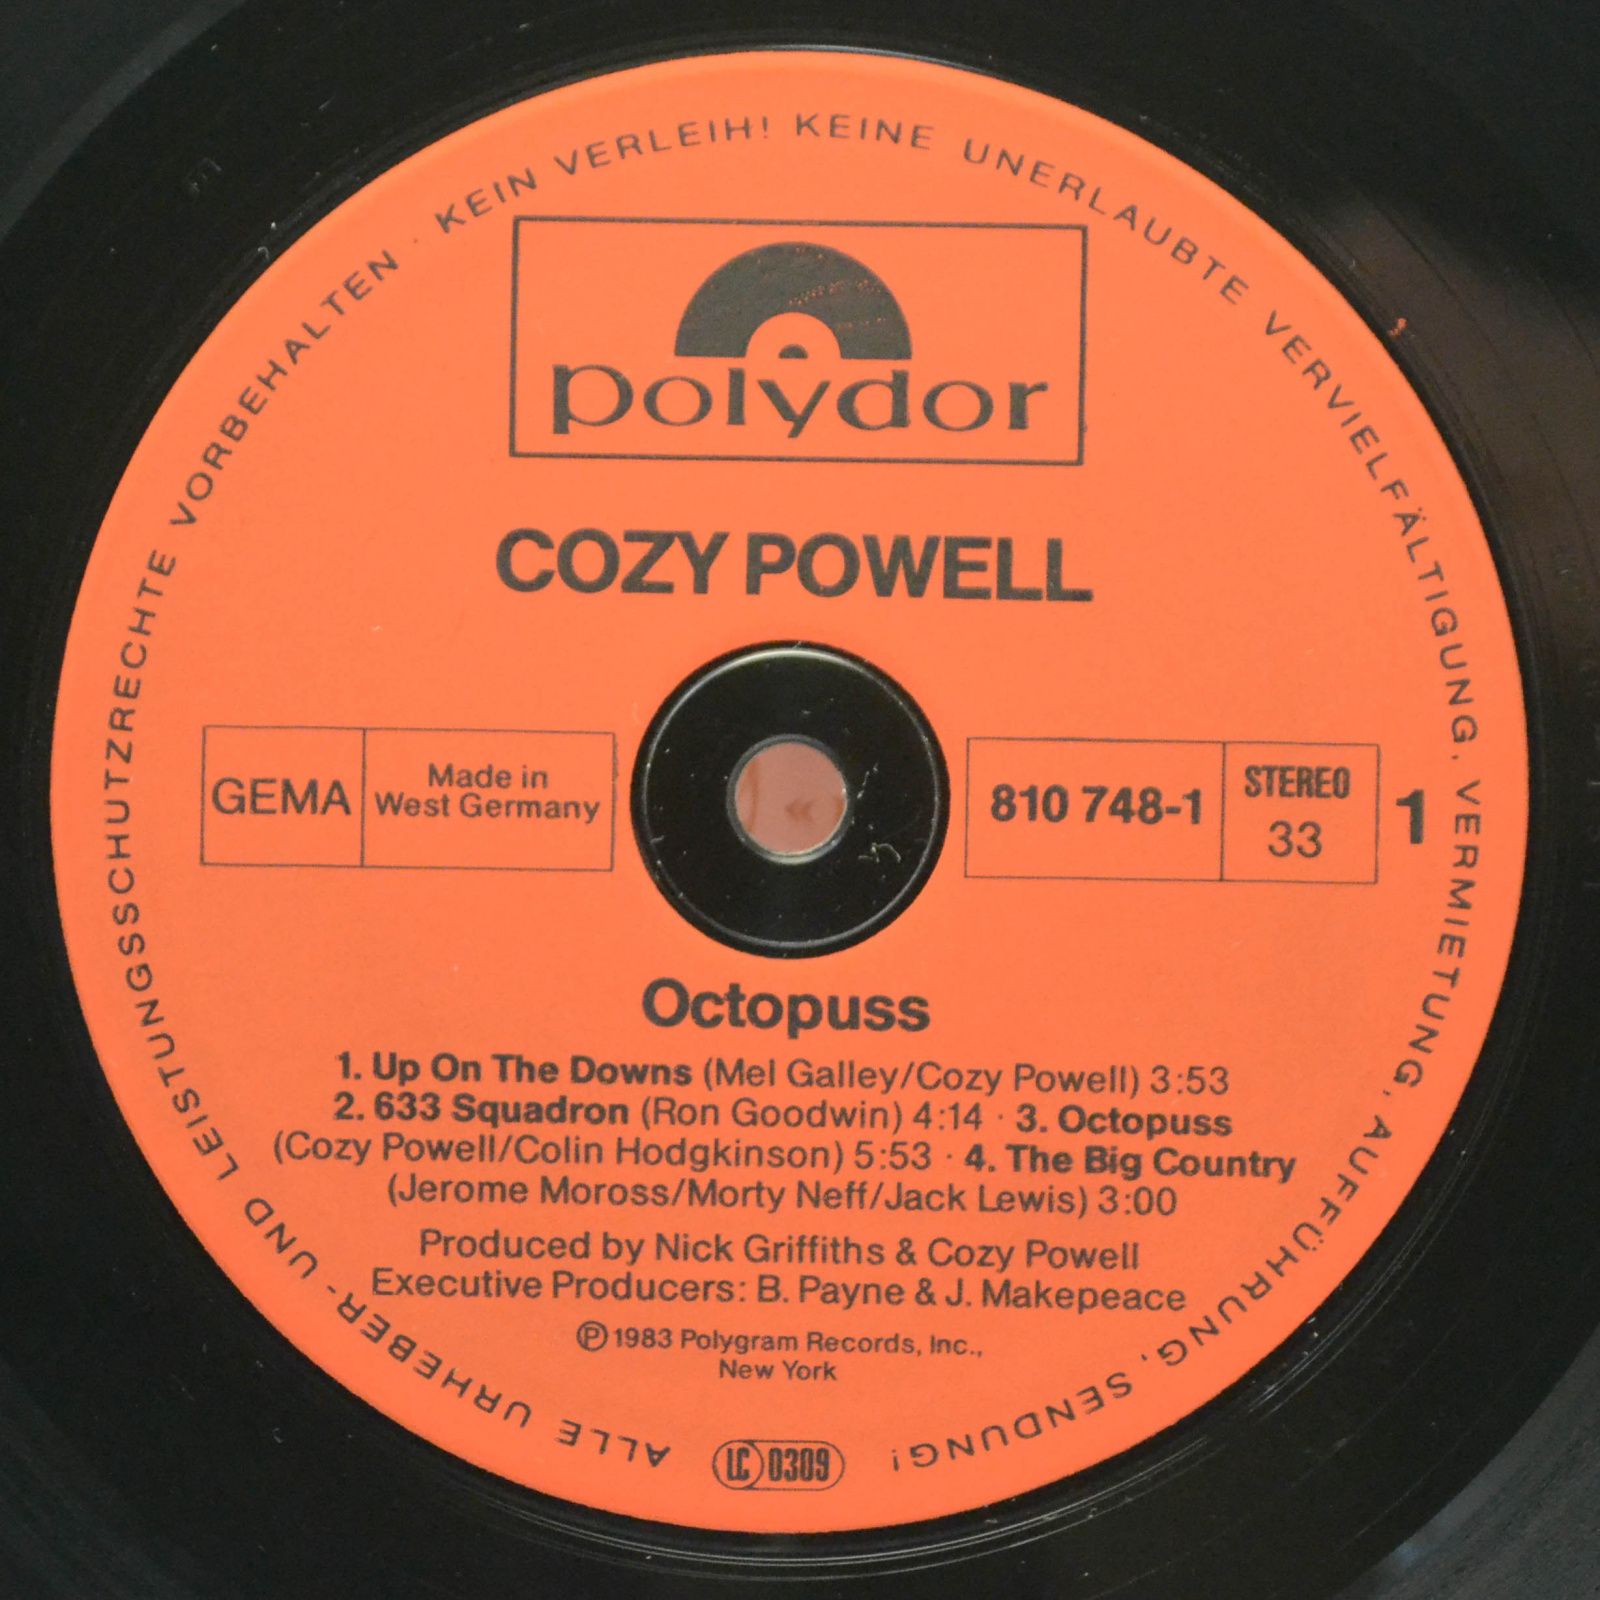 ALLE URHEBER- UND LEISTUNGSSCHUTZRECHTE VORBEHALTEN · KEIN VERLEIH! KEINE UNERLAUBTE VERVIELFÄLTIGUNG, VERMIETUNG, AUFFÜHRUNG, SENDUNG!
polydor
COZY POWELL
GEMA
Made in
West Germany
810 748-1
STEREO
33
1
Octopuss
1. Up On The Downs (Mel Galley/Cozy Powell) 3:53
2. 633 Squadron (Ron Goodwin) 4:14 · 3. Octopuss
(Cozy Powell/Colin Hodgkinson) 5:53 · 4. The Big Country
(Jerome Moross/Morty Neff/Jack Lewis) 3:00
Produced by Nick Griffiths & Cozy Powell
Executive Producers: B. Payne & J. Makepeace
℗ 1983 Polygram Records, Inc.,
New York
LC 0309